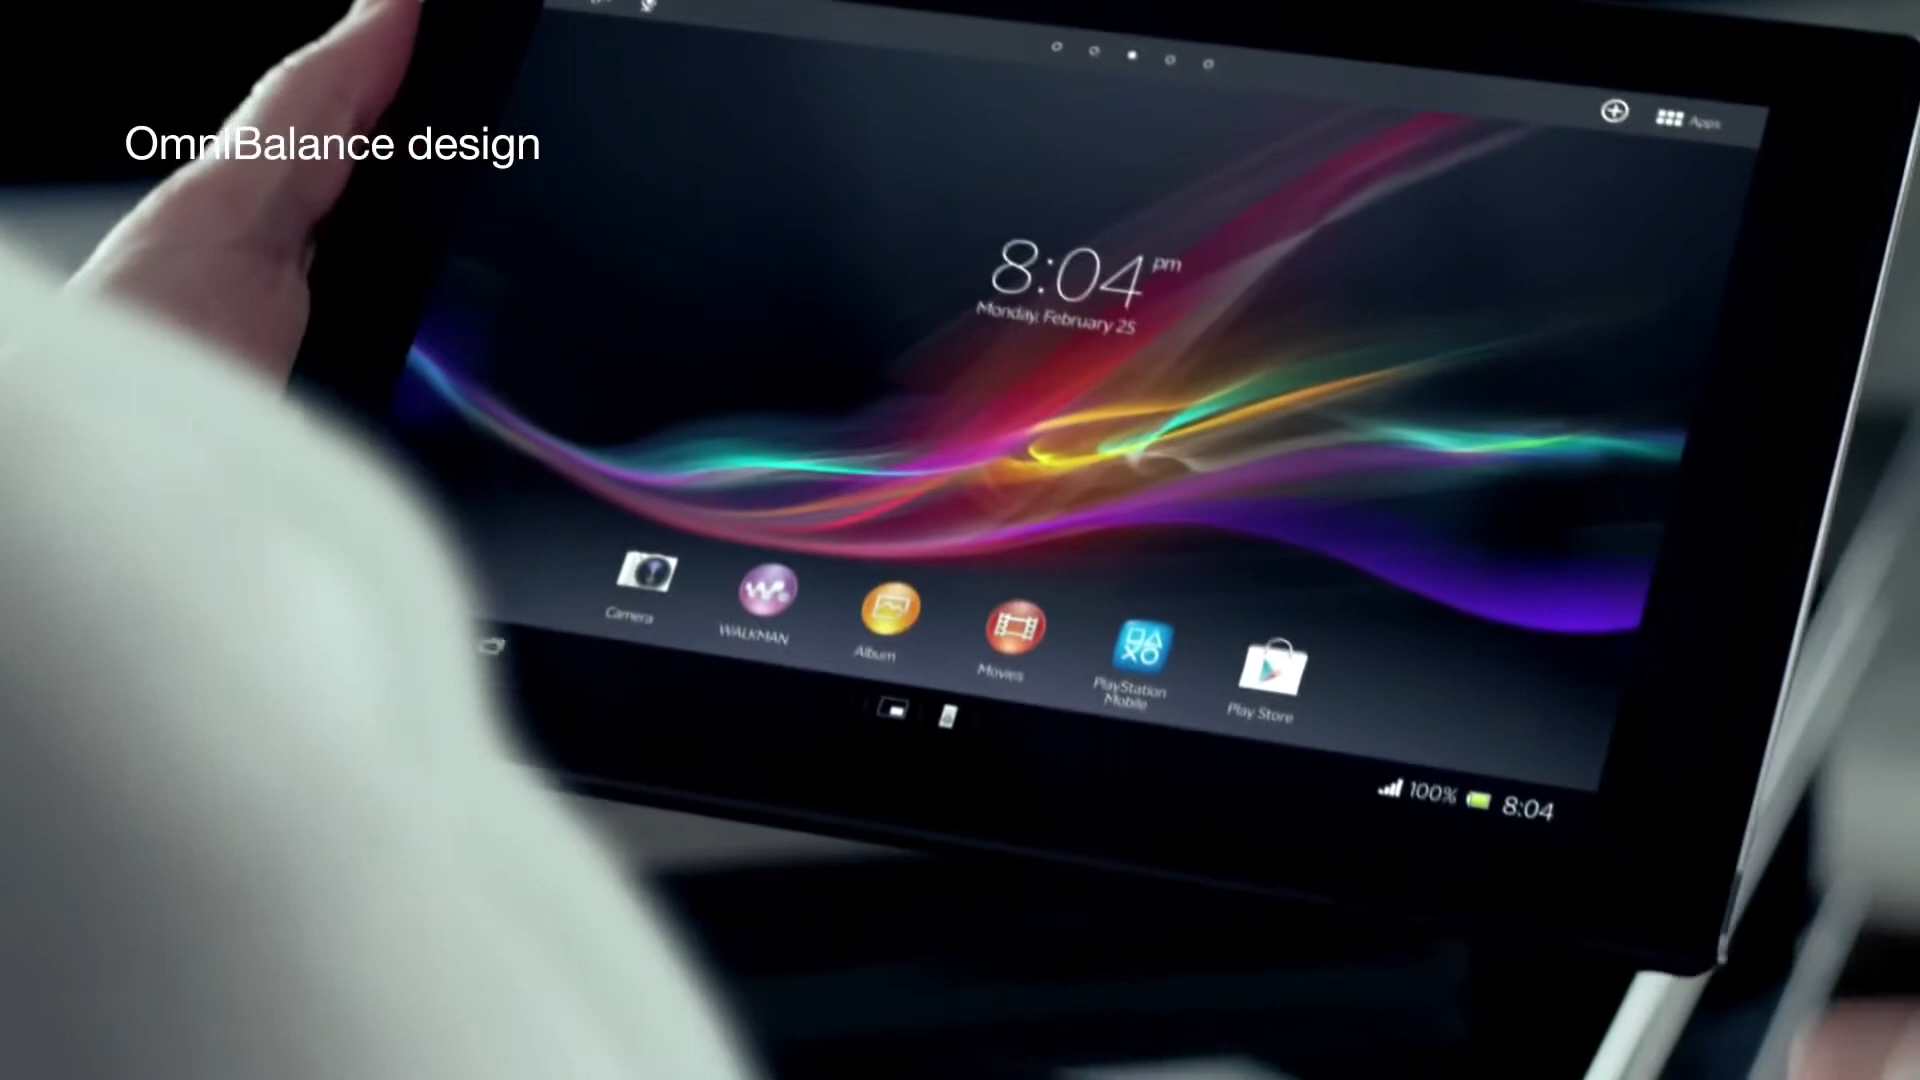 OmniBalance design
Apps
8:04 pm
Monday, February 25
Camera
WALKMAN
Album
Movies
PlayStation
Mobile
Play Store
100% 8:04